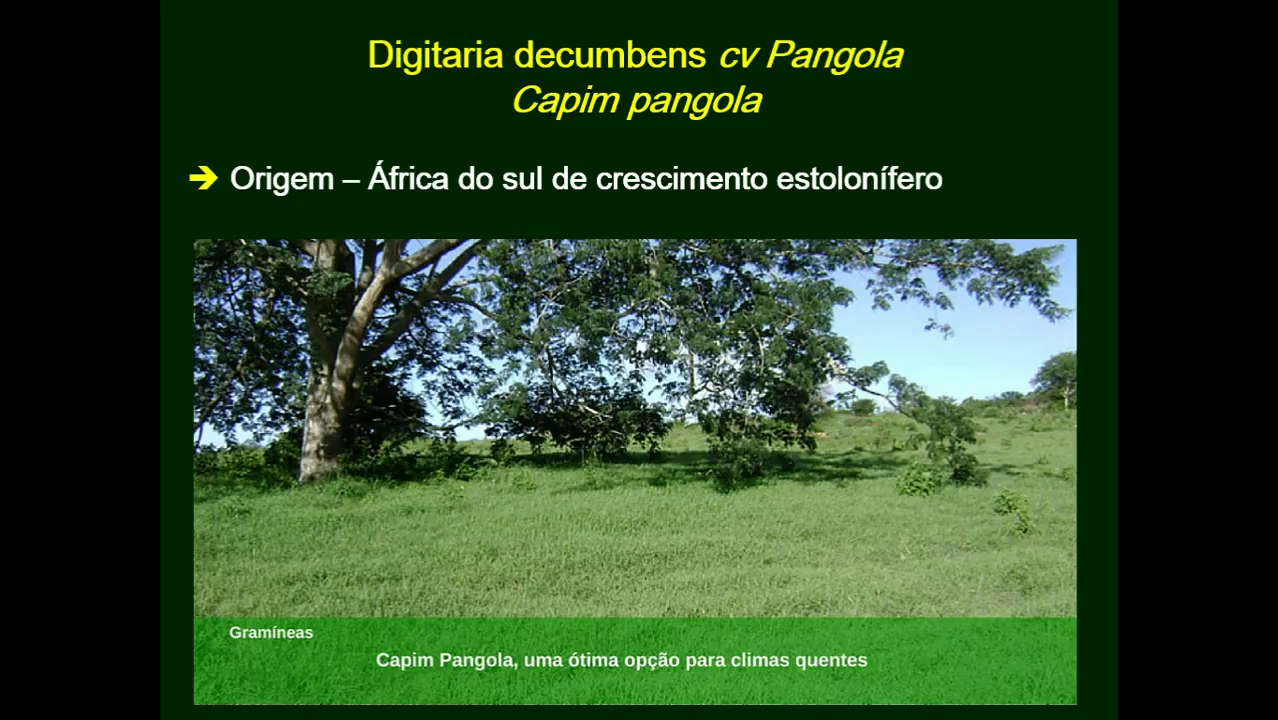 Digitaria decumbens cv Pangola
Capim pangola
➔ Origem – África do sul de crescimento estolonífero
Gramíneas
Capim Pangola, uma ótima opção para climas quentes